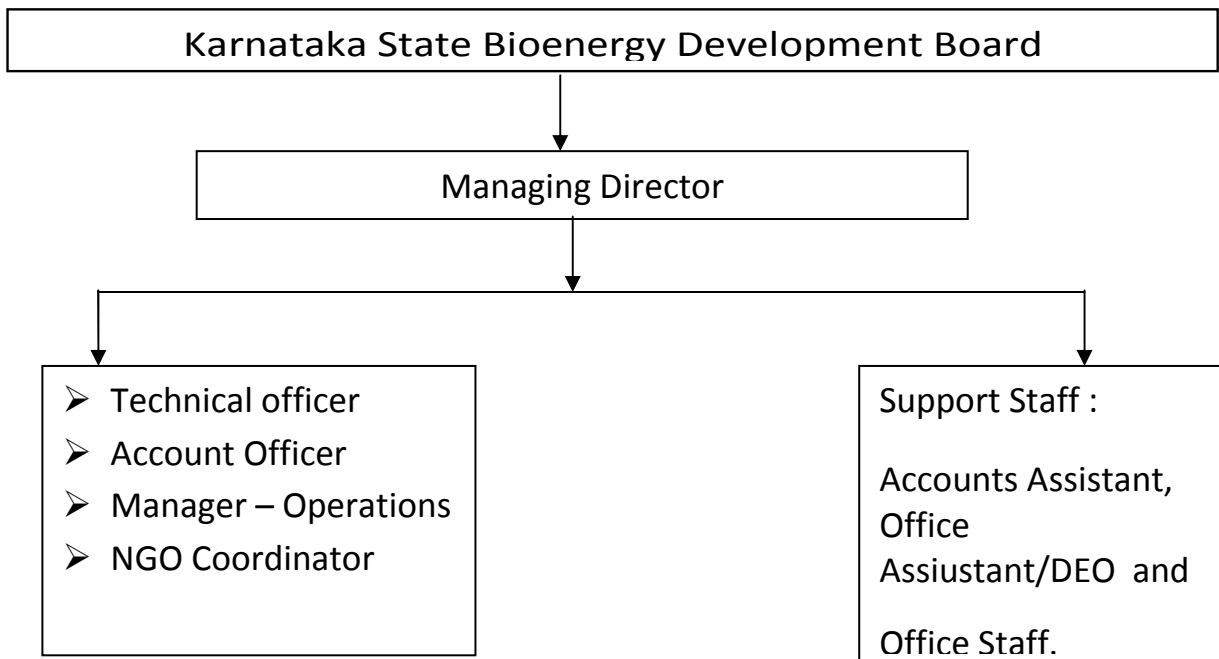 Karnataka State Bioenergy Development Board
Managing Director
➢ Technical officer
➢ Account Officer
➢ Manager – Operations
➢ NGO Coordinator
Support Staff :
Accounts Assistant,
Office
Assiustant/DEO and
Office Staff.